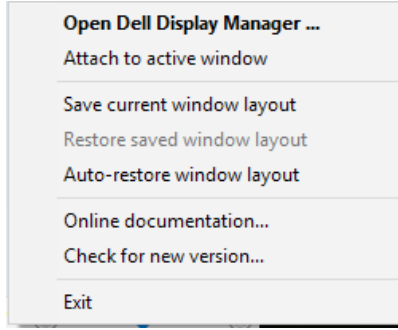 Open Dell Display Manager ...
Attach to active window
Save current window layout
Restore saved window layout
Auto-restore window layout
Online documentation...
Check for new version...
Exit